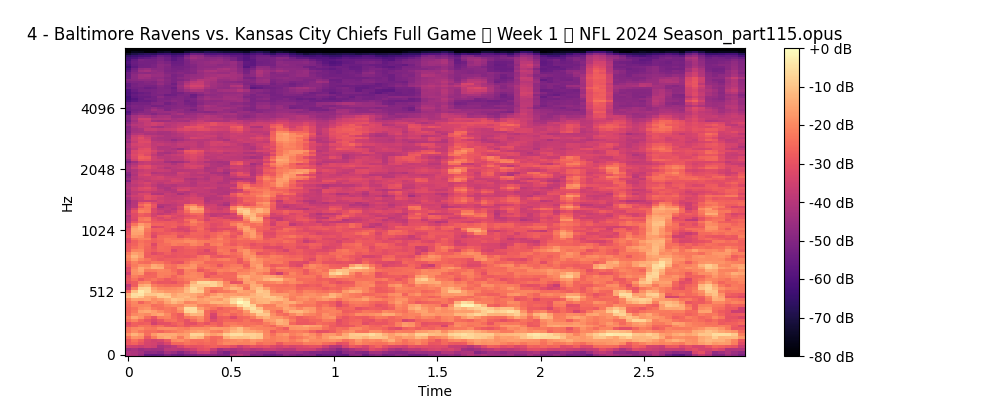 4 - Baltimore Ravens vs. Kansas City Chiefs Full Game ▯ Week 1 ▯ NFL 2024 Season_part115.opus
+0 dB
4096
-10 dB
-20 dB
2048
-30 dB
Hz
1024
-40 dB
-50 dB
512
-60 dB
-70 dB
0
-80 dB
0 0.5 1 1.5 2 2.5
Time